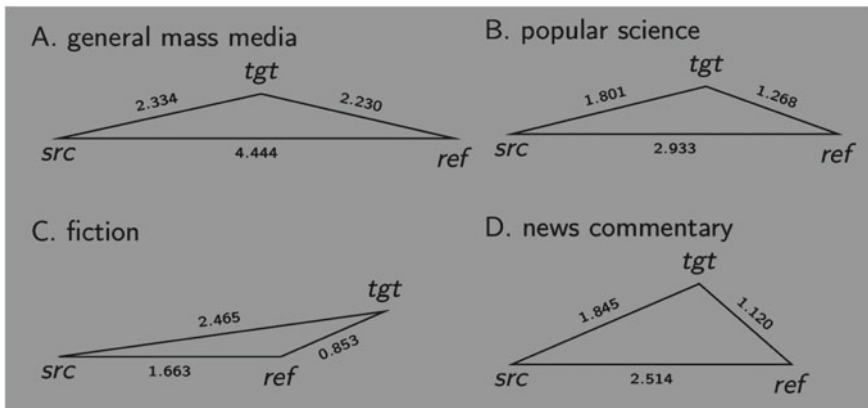 A. general mass media
tgt
2.334
2.230
src
4.444
ref
B. popular science
tgt
1.801
1.268
src
2.933
ref
C. fiction
tgt
2.465
0.853
src
1.663
ref
D. news commentary
tgt
1.845
1.120
src
2.514
ref